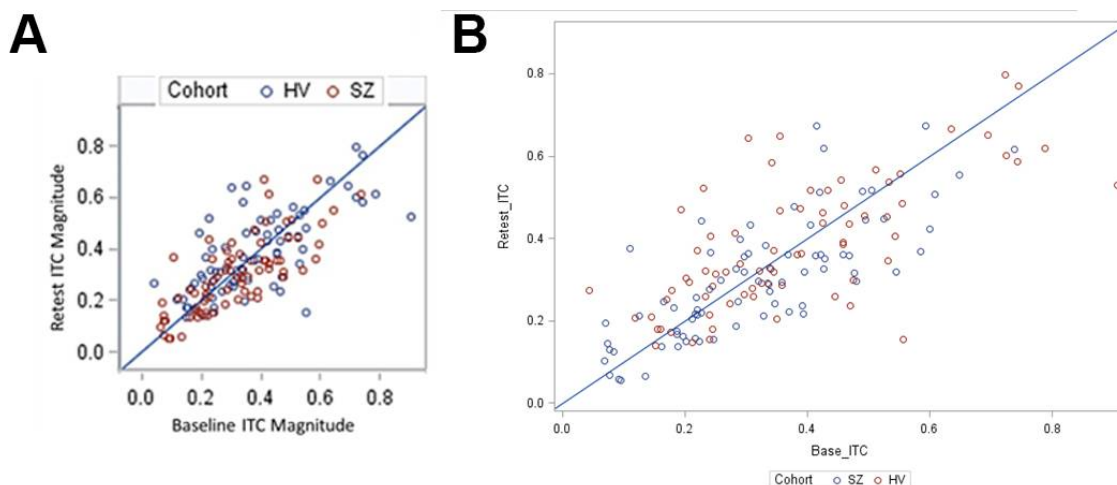 A
Cohort HV SZ
Retest ITC Magnitude
0.8
0.6
0.4
0.2
0.0
0.0 0.2 0.4 0.6 0.8
Baseline ITC Magnitude
B
Retest_ITC
0.8
0.6
0.4
0.2
0.0
0.0 0.2 0.4 0.6 0.8
Base_ITC
Cohort SZ HV